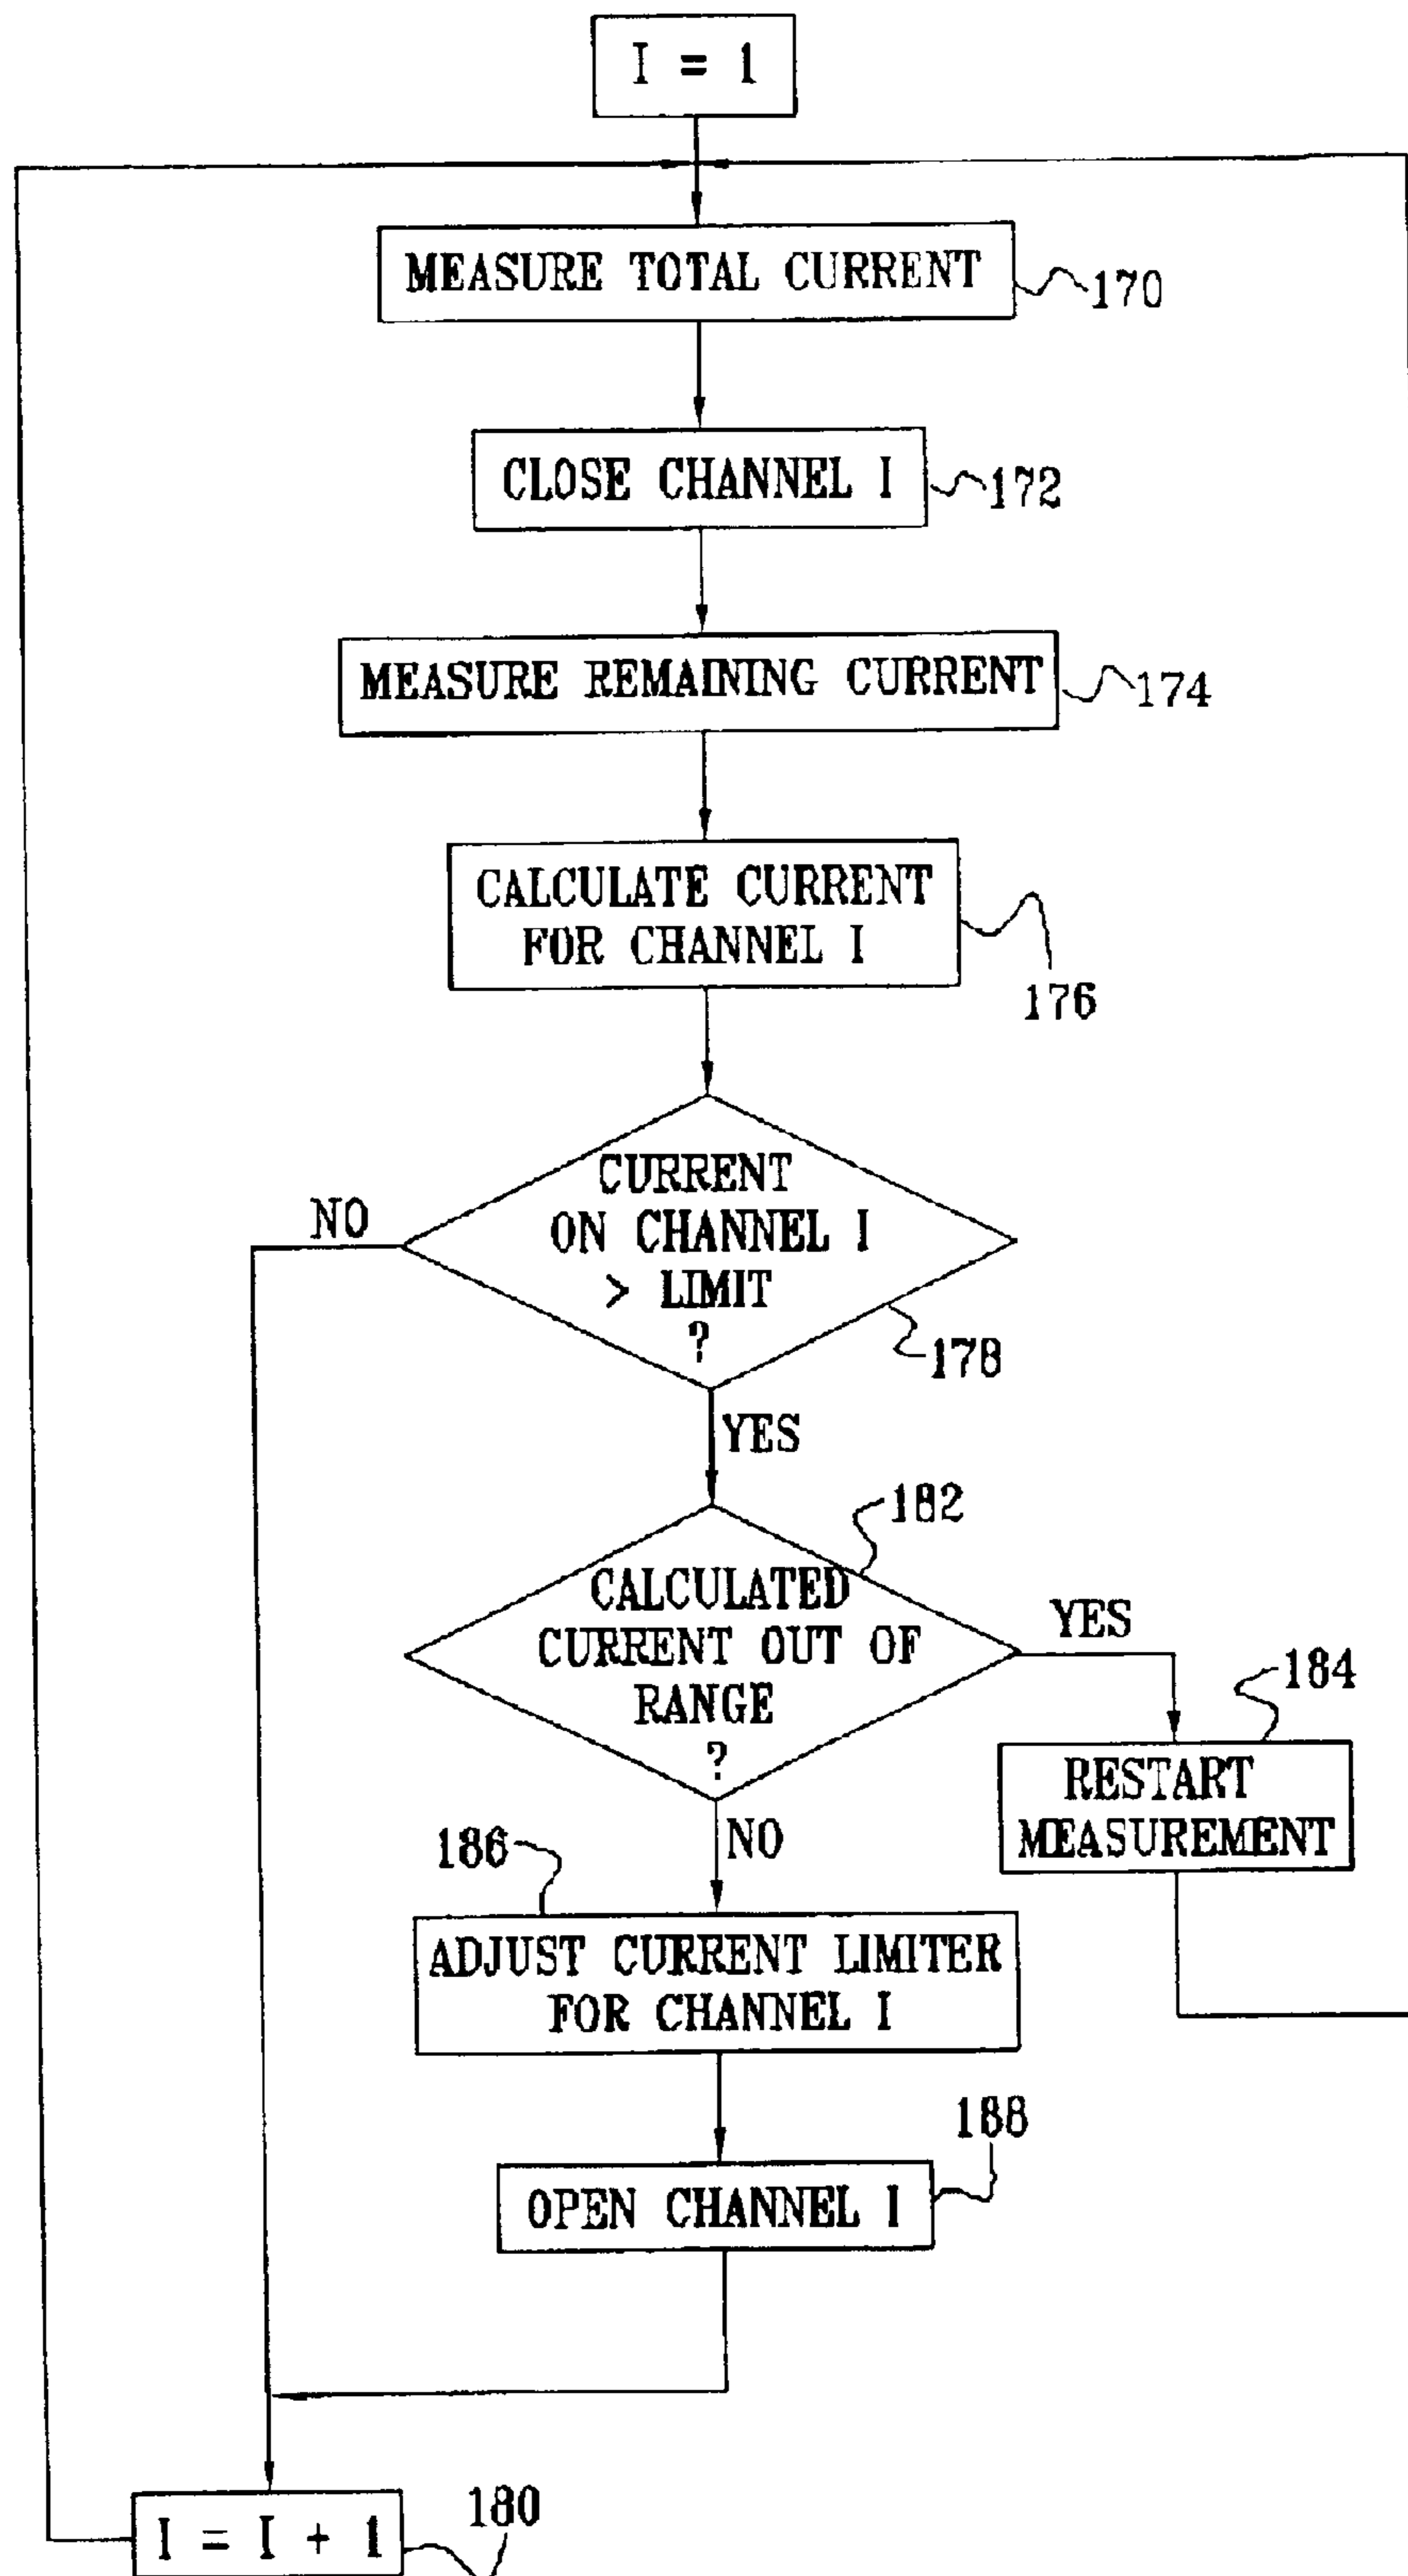 I = 1
MEASURE TOTAL CURRENT
170
CLOSE CHANNEL I
172
MEASURE REMAINING CURRENT
174
CALCULATE CURRENT
FOR CHANNEL I
176
CURRENT
ON CHANNEL I
> LIMIT
?
NO
178
YES
182
CALCULATED
CURRENT OUT OF
RANGE
?
YES
184
RESTART
MEASUREMENT
NO
186
ADJUST CURRENT LIMITER
FOR CHANNEL I
188
OPEN CHANNEL I
I = I + 1
180